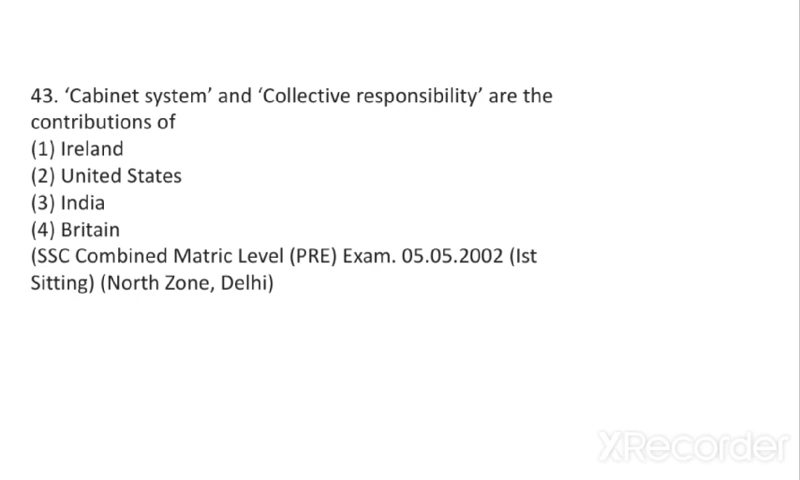 43. ‘Cabinet system’ and ‘Collective responsibility’ are the
contributions of
(1) Ireland
(2) United States
(3) India
(4) Britain
(SSC Combined Matric Level (PRE) Exam. 05.05.2002 (Ist
Sitting) (North Zone, Delhi)
XRecorder